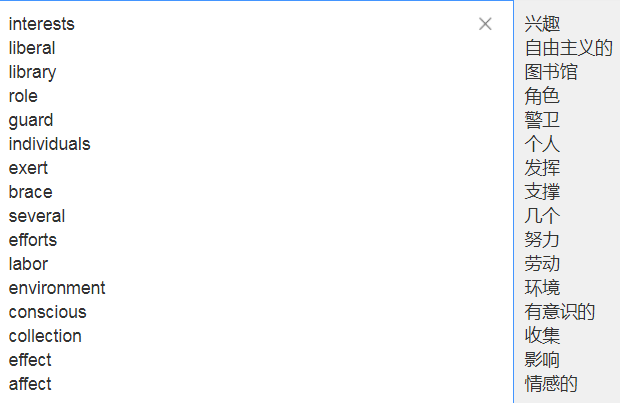 interests 兴趣
liberal 自由主义的
library 图书馆
role 角色
guard 警卫
individuals 个人
exert 发挥
brace 支撑
several 几个
efforts 努力
labor 劳动
environment 环境
conscious 有意识的
collection 收集
effect 影响
affect 情感的